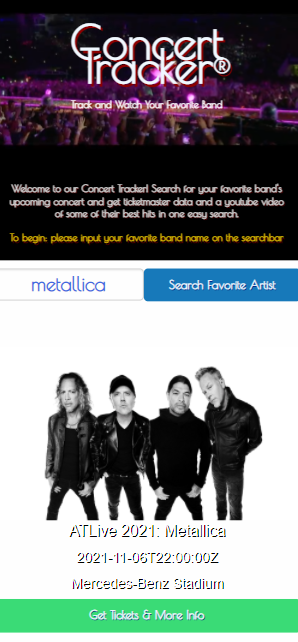 Concert
Tracker®
Track and Watch Your Favorite Band
Welcome to our Concert Tracker! Search for your favorite band's
upcoming concert and get ticketmaster data and a youtube video
of some of their best hits in one easy search.
To begin: please input your favorite band name on the searchbar
metallica
Search Favorite Artist
ATLive 2021: Metallica
2021-11-06T22:00:00Z
Mercedes-Benz Stadium
Get Tickets & More Info